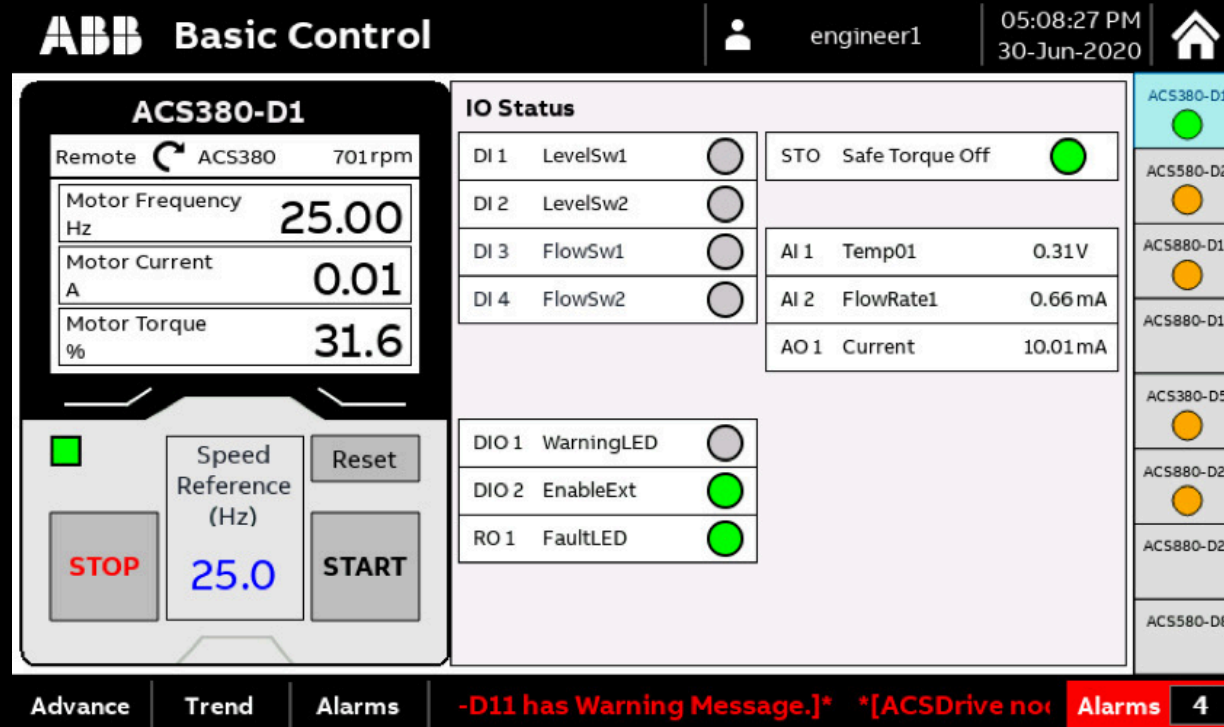 ABB Basic Control
engineer1
05:08:27 PM
30-Jun-2020
ACS380-D1
Remote ACS380 701 rpm
Motor Frequency
Hz
25.00
Motor Current
A
0.01
Motor Torque
%
31.6
Speed
Reference
(Hz)
25.0
Reset
STOP
START
IO Status
DI 1 LevelSw1
DI 2 LevelSw2
DI 3 FlowSw1
DI 4 FlowSw2
STO Safe Torque Off
AI 1 Temp01 0.31 V
AI 2 FlowRate1 0.66 mA
AO 1 Current 10.01 mA
DIO 1 WarningLED
DIO 2 EnableExt
RO 1 FaultLED
ACS380-D1
ACS580-D2
ACS880-D1
ACS880-D1
ACS380-D5
ACS880-D2
ACS880-D2
ACS580-D8
Advance
Trend
Alarms
-D11 has Warning Message.]* *[ACSDrive
Alarms 4